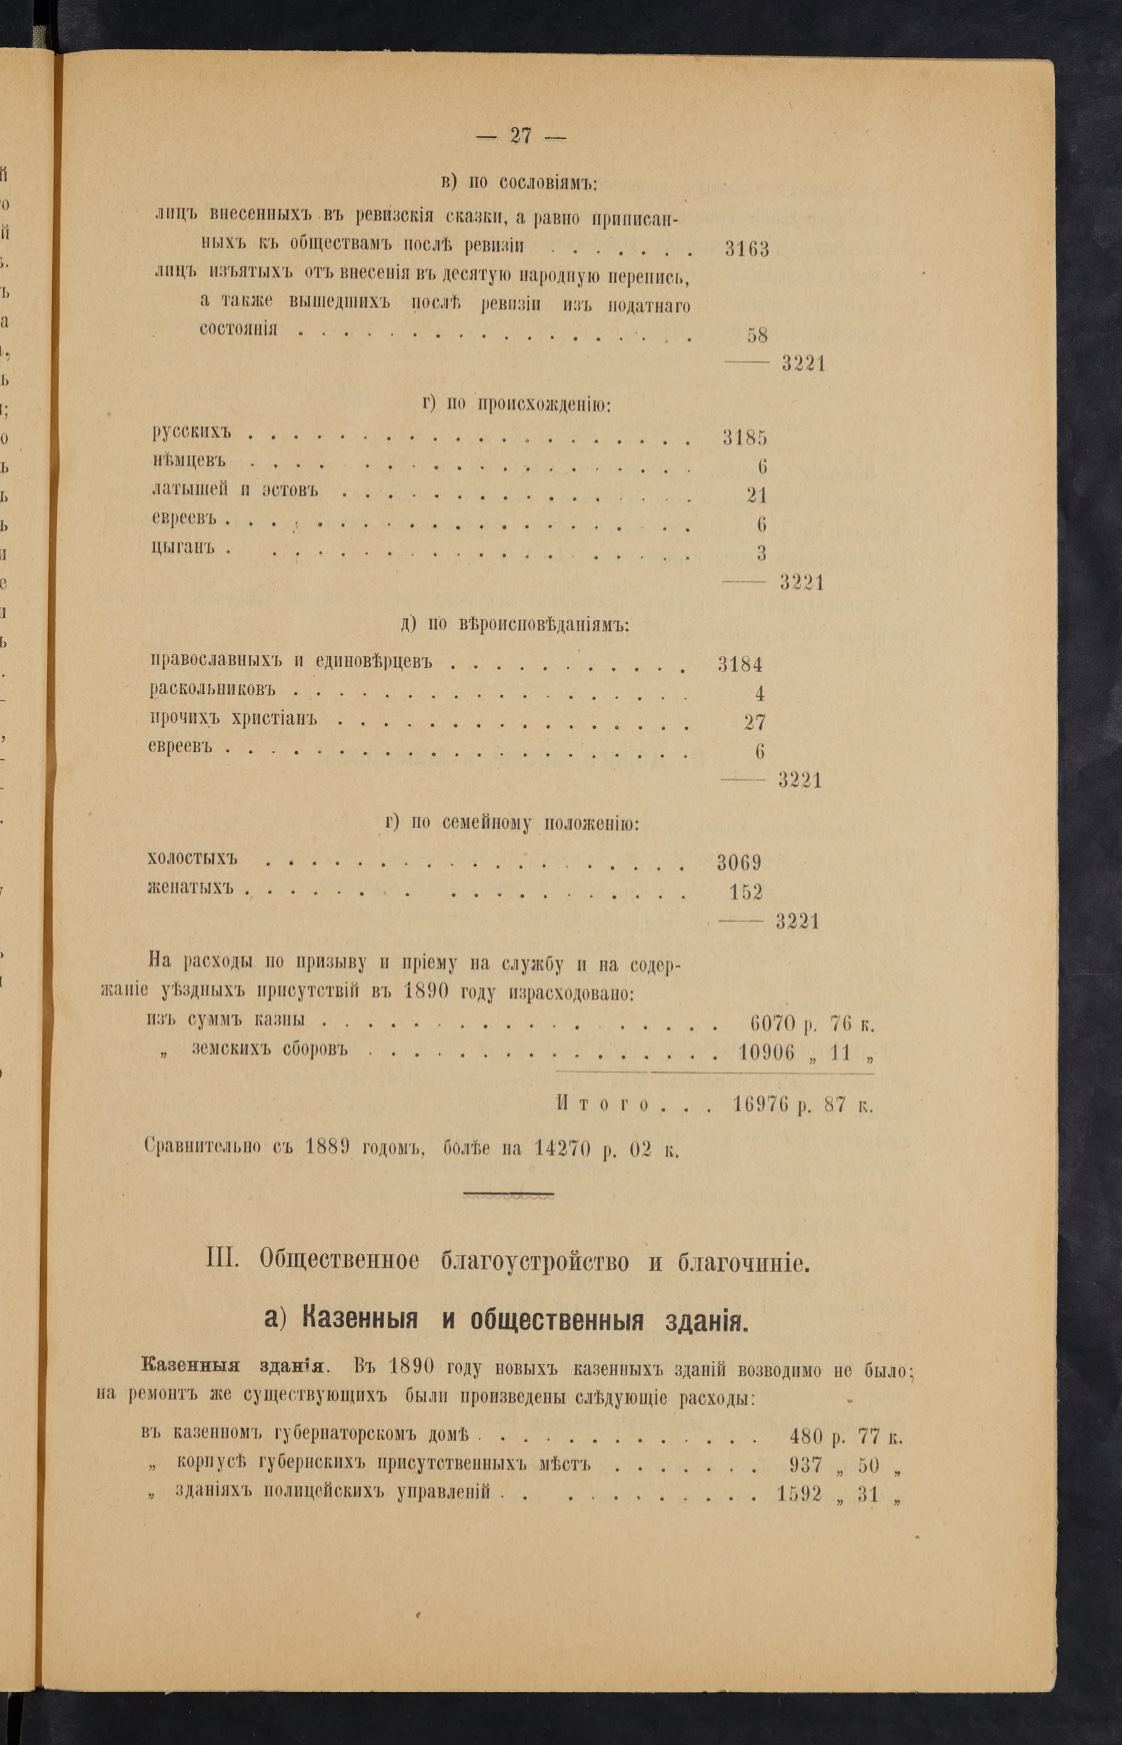 — 27 —
в) по сословіямъ:
лицъ внесенныхъ въ ревизскія сказки, а равно приписан-
ныхъ къ обществамъ послѣ ревизіи . . . . . . . 3163
лицъ изъятыхъ отъ внесенія въ десятую народную перепись,
а также вышедшихъ послѣ ревизіи изъ податнаго
состоянія . . . . . . . . . . . . . . . . . . 58
—— 3221
г) по происхожденію:
русскихъ . . . . . . . . . . . . . . . . . . . . 3185
нѣмцевъ . . . . . . . . . . . . . . . . . . . 6
латышей и эстовъ . . . . . . . . . . . . . . . . 21
евреевъ . . . . . . . . . . . . . . . . . . . . . 6
цыганъ . . . . . . . . . . . . . . . . . . . 3
—— 3221
д) по вѣроисповѣданіямъ:
православныхъ и единовѣрцевъ . . . . . . . . . . . 3184
раскольниковъ . . . . . . . . . . . . . . . . . . 4
прочихъ христіанъ . . . . . . . . . . . . . . . . 27
евреевъ . . . . . . . . . . . . . . . . . . . . . 6
—— 3221
г) по семейному положенію:
холостыхъ . . . . . . . . . . . . . . . . . . . 3069
женатыхъ . . . . . . . . . . . . . . . . . . . 152
—— 3221
На расходы по призыву и пріему на службу и на содер-
жаніе уѣздныхъ присутствій въ 1890 году израсходовано:
изъ суммъ казны . . . . . . . . . . . . . . . . . 6070 р. 76 к.
„ земскихъ сборовъ . . . . . . . . . . . . . . . . 10906 „ 11 „
Итого . . . 16976 р. 87 к.
Сравнительно съ 1889 годомъ, болѣе на 14270 р. 02 к.
III. Общественное благоустройство и благочиніе.
а) Казенныя и общественныя зданія.
Казенныя зданія. Въ 1890 году новыхъ казенныхъ зданій возводимо не было;
на ремонтъ же существующихъ были произведены слѣдующіе расходы:
въ казенномъ губернаторскомъ домѣ . . . . . . . . . . . . . 480 р. 77 к.
„ корпусѣ губернскихъ присутственныхъ мѣстъ . . . . . . . 937 „ 50 „
„ зданіяхъ полицейскихъ управленій . . . . . . . . . . . 1592 „ 31 „